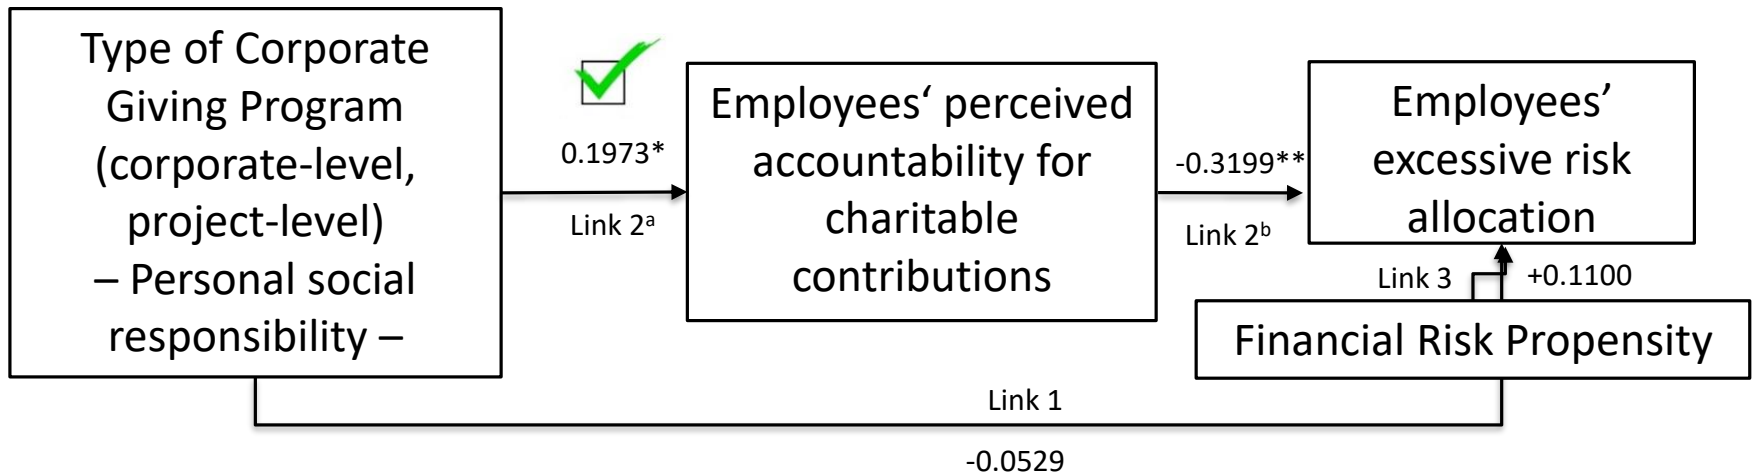 Type of Corporate
Giving Program
(corporate-level,
project-level)
– Personal social
responsibility –
0.1973*
Link 2ᵃ
Employees‘ perceived
accountability for
charitable
contributions
-0.3199**
Link 2ᵇ
Employees’
excessive risk
allocation
Link 3
+0.1100
Financial Risk Propensity
Link 1
-0.0529